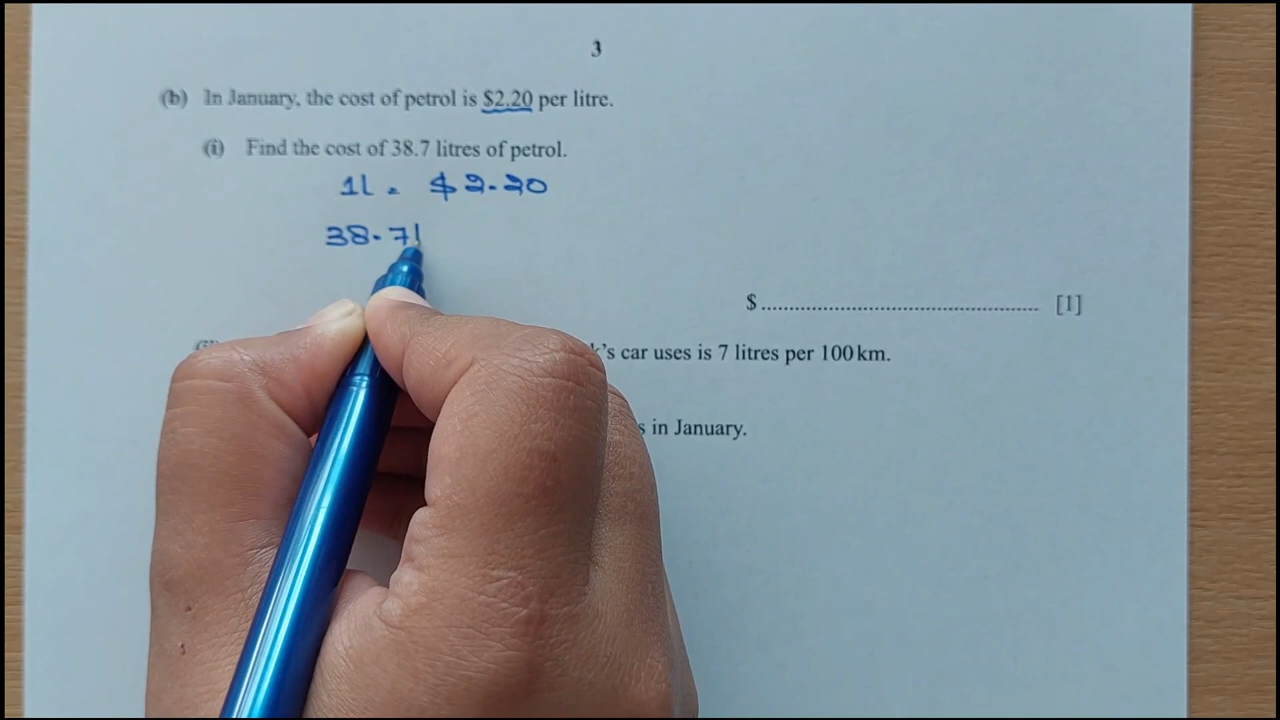 3
(b) In January, the cost of petrol is $2.20 per litre.
(i) Find the cost of 38.7 litres of petrol.
1l = $2.20
38.7l
$ ................................................ [1]
's car uses is 7 litres per 100 km.
s in January.